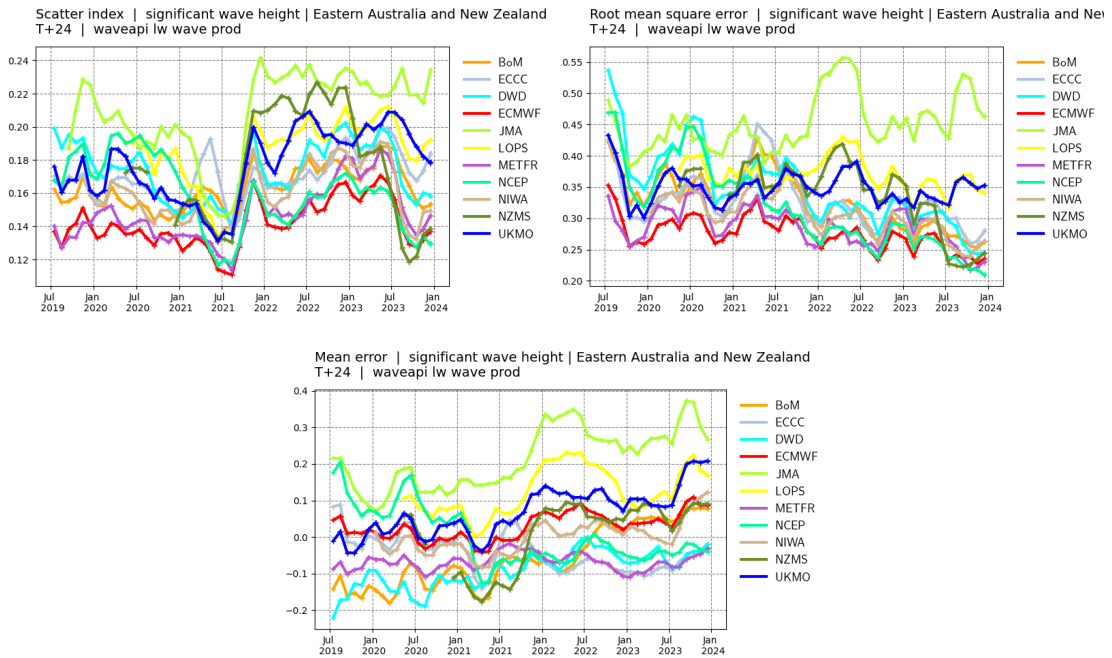 Scatter index | significant wave height | Eastern Australia and New Zealand
T+24 | waveapi lw wave prod
0.24
0.22
0.20
0.18
0.16
0.14
0.12
Jul 2019
Jan 2020
Jul 2020
Jan 2021
Jul 2021
Jan 2022
Jul 2022
Jan 2023
Jul 2023
Jan 2024
BoM
ECCC
DWD
ECMWF
JMA
LOPS
METFR
NCEP
NIWA
NZMS
UKMO
Root mean square error | significant wave height | Eastern Australia and New
T+24 | waveapi lw wave prod
0.55
0.50
0.45
0.40
0.35
0.30
0.25
0.20
Jul 2019
Jan 2020
Jul 2020
Jan 2021
Jul 2021
Jan 2022
Jul 2022
Jan 2023
Jul 2023
Jan 2024
BoM
ECCC
DWD
ECMWF
JMA
LOPS
METFR
NCEP
NIWA
NZMS
UKMO
Mean error | significant wave height | Eastern Australia and New Zealand
T+24 | waveapi lw wave prod
0.4
0.3
0.2
0.1
0.0
−0.1
−0.2
Jul 2019
Jan 2020
Jul 2020
Jan 2021
Jul 2021
Jan 2022
Jul 2022
Jan 2023
Jul 2023
Jan 2024
BoM
ECCC
DWD
ECMWF
JMA
LOPS
METFR
NCEP
NIWA
NZMS
UKMO